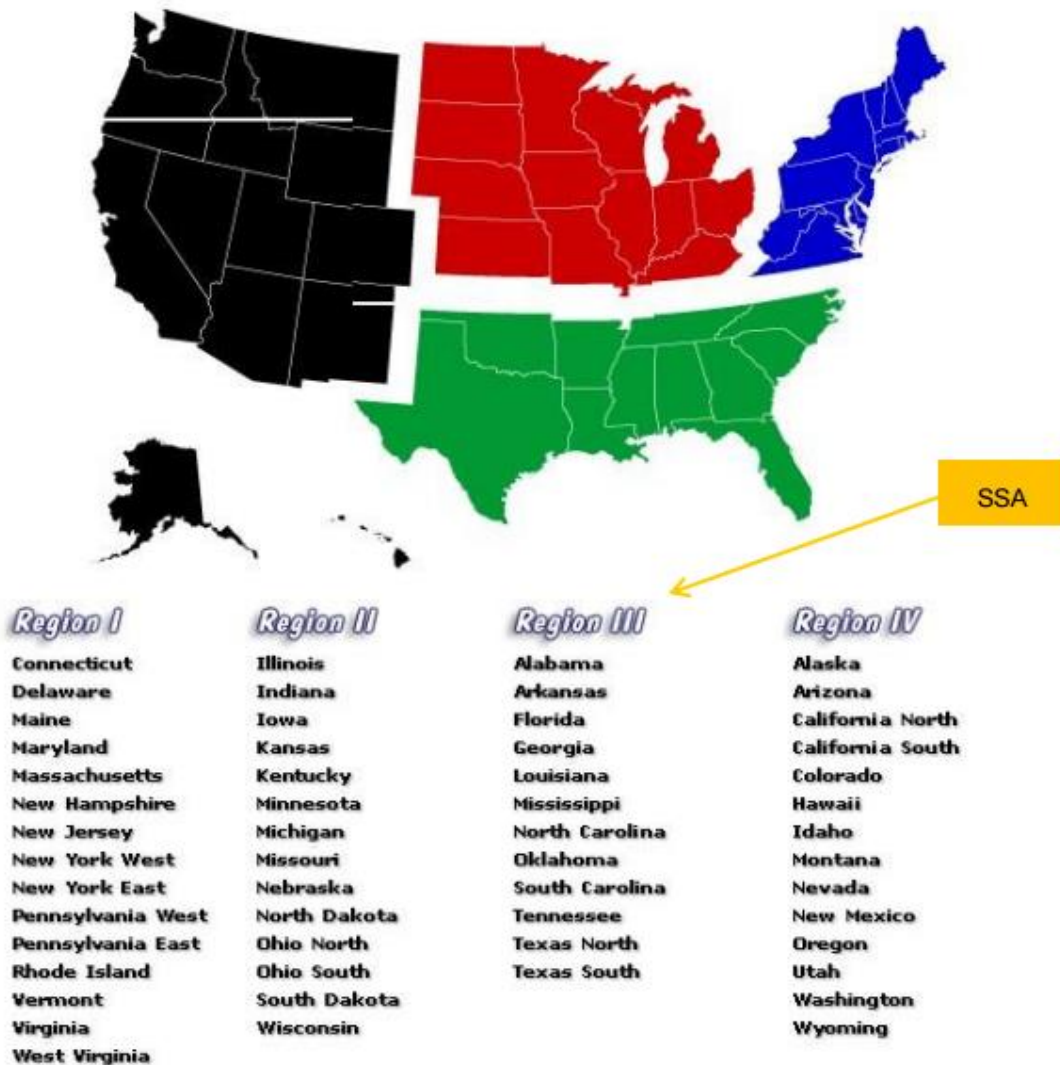 SSA
Region I
Connecticut
Delaware
Maine
Maryland
Massachusetts
New Hampshire
New Jersey
New York West
New York East
Pennsylvania West
Pennsylvania East
Rhode Island
Vermont
Virginia
West Virginia
Region II
Illinois
Indiana
Iowa
Kansas
Kentucky
Minnesota
Michigan
Missouri
Nebraska
North Dakota
Ohio North
Ohio South
South Dakota
Wisconsin
Region III
Alabama
Arkansas
Florida
Georgia
Louisiana
Mississippi
North Carolina
Oklahoma
South Carolina
Tennessee
Texas North
Texas South
Region IV
Alaska
Arizona
California North
California South
Colorado
Hawaii
Idaho
Montana
Nevada
New Mexico
Oregon
Utah
Washington
Wyoming